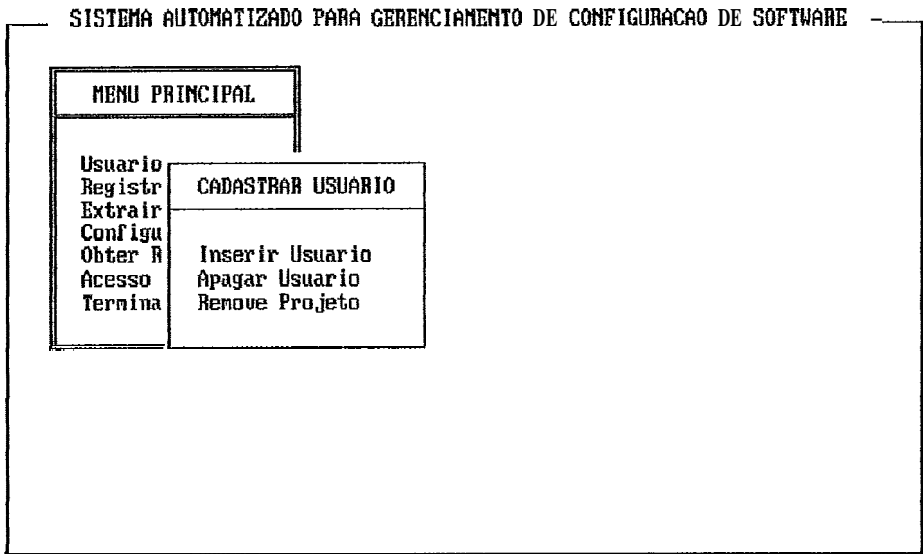 SISTEMA AUTOMATIZADO PARA GERENCIAMENTO DE CONFIGURACAO DE SOFTWARE
MENU PRINCIPAL
Usuario
Registr
Extrair
Configu
Obter R
Acesso
Termina
CADASTRAR USUARIO
Inserir Usuario
Apagar Usuario
Remove Projeto